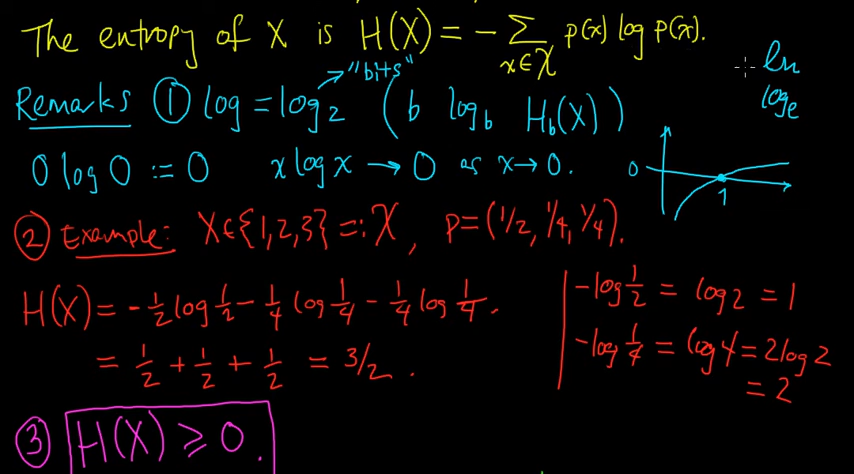 The entropy of X is H(X) = - ∑ p(x) log p(x).
x∈𝒳
"bits"
ln
log_e
Remarks ① log = log_2 ( b log_b H_b(X) )
0 log 0 := 0 x log x → 0 as x → 0.
0
1
② Example: X∈{1,2,3} =: 𝒳, p = (1/2, 1/4, 1/4).
H(X) = - 1/2 log 1/2 - 1/4 log 1/4 - 1/4 log 1/4.
= 1/2 + 1/2 + 1/2 = 3/2.
-log 1/2 = log 2 = 1
-log 1/4 = log 4 = 2 log 2
= 2
③ H(X) ≥ 0.